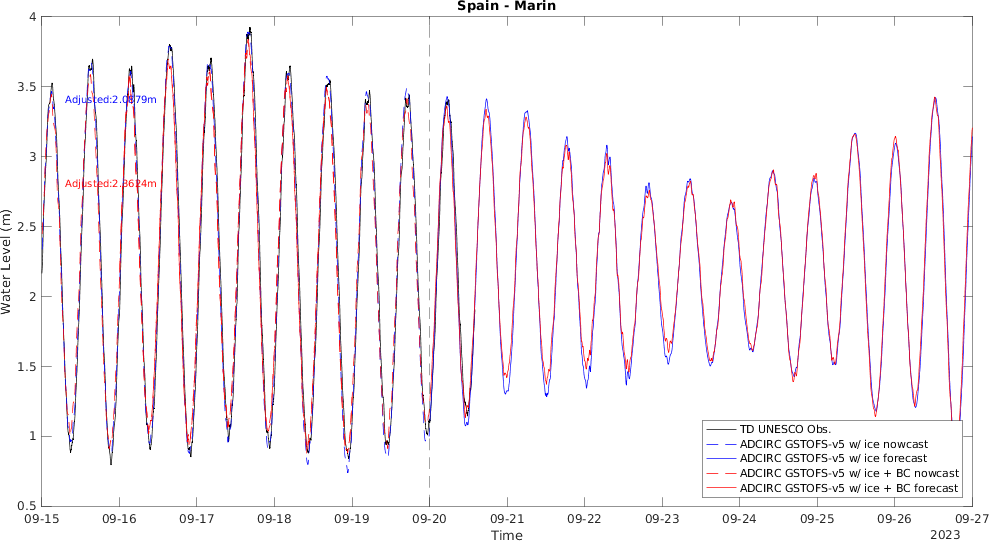 Spain - Marin
4
3.5
3
2.5
2
1.5
1
0.5
Water Level (m)
Adjusted:2.0879m
Adjusted:2.3624m
TD UNESCO Obs.
ADCIRC GSTOFS-v5 w/ ice nowcast
ADCIRC GSTOFS-v5 w/ ice forecast
ADCIRC GSTOFS-v5 w/ ice + BC nowcast
ADCIRC GSTOFS-v5 w/ ice + BC forecast
09-15 09-16 09-17 09-18 09-19 09-20 09-21 09-22 09-23 09-24 09-25 09-26 09-27
Time
2023